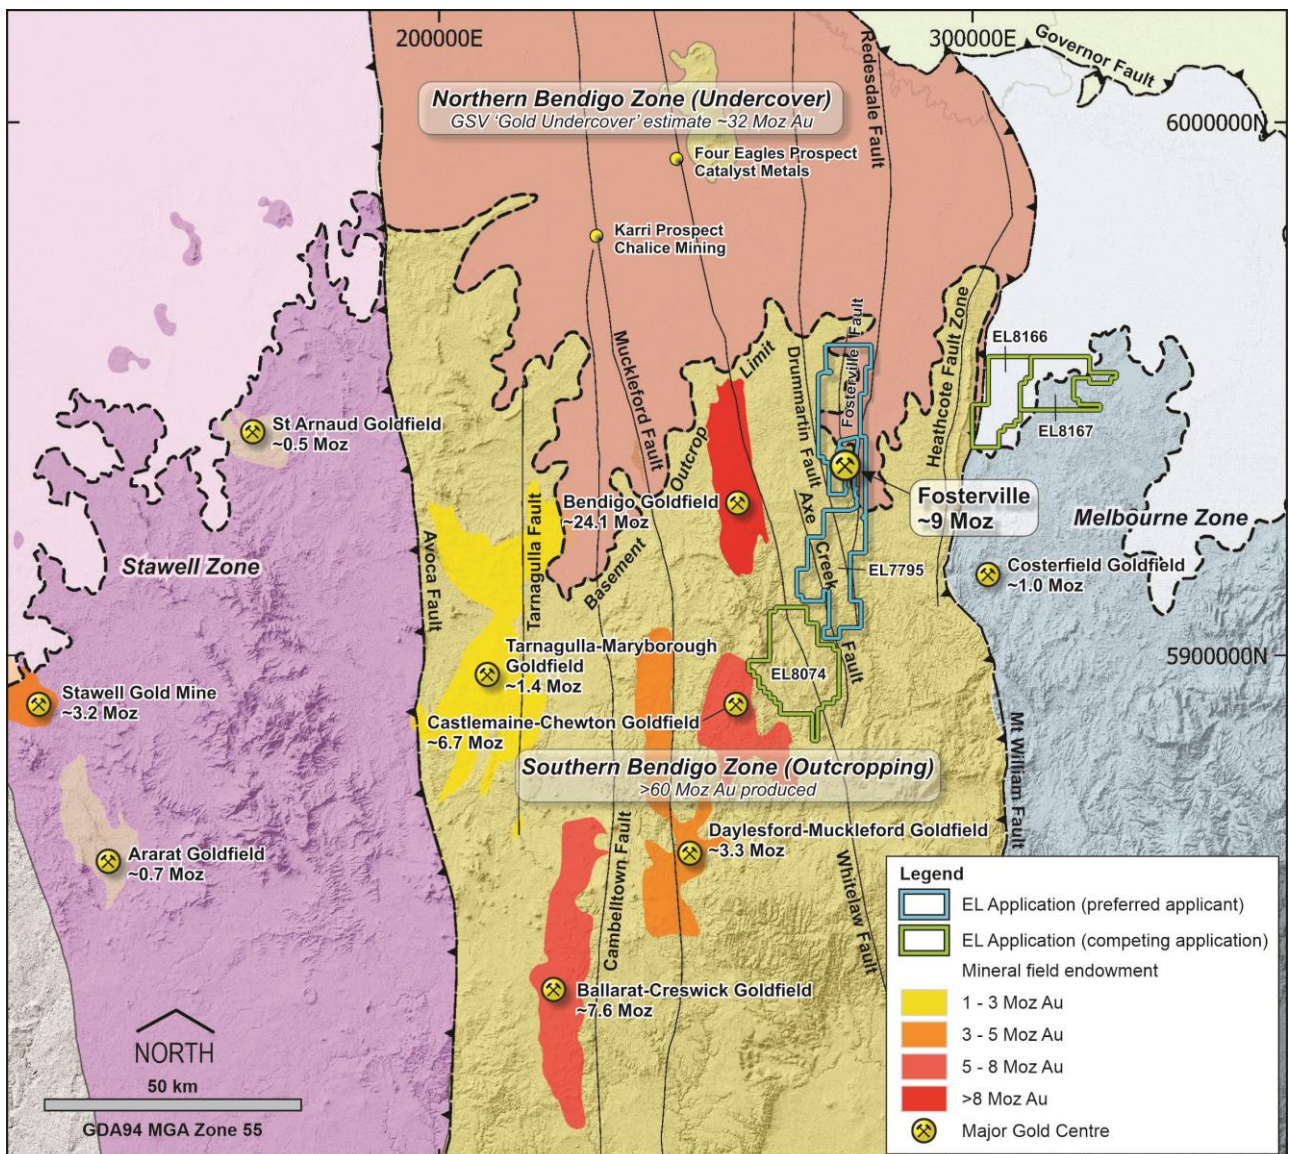 200000E
300000E
Governor Fault
6000000N
Redesdale Fault
Northern Bendigo Zone (Undercover)
GSV 'Gold Undercover' estimate ~32 Moz Au
Four Eagles Prospect
Catalyst Metals
Karri Prospect
Chalice Mining
Muckleford Fault
Basement Outcrop Limit
Drummartin Fault
Fosterville Fault
Heathcote Fault Zone
EL8166
EL8167
St Arnaud Goldfield
~0.5 Moz
Bendigo Goldfield
~24.1 Moz
Fosterville
~9 Moz
Melbourne Zone
Stawell Zone
Avoca Fault
Tarnagulla Fault
Axe Creek Fault
EL7795
Costerfield Goldfield
~1.0 Moz
5900000N
Tarnagulla-Maryborough
Goldfield
~1.4 Moz
EL8074
Stawell Gold Mine
~3.2 Moz
Castlemaine-Chewton Goldfield
~6.7 Moz
Mt William Fault
Southern Bendigo Zone (Outcropping)
>60 Moz Au produced
Daylesford-Muckleford Goldfield
~3.3 Moz
Cambelltown Fault
Whitelaw Fault
Ararat Goldfield
~0.7 Moz
Ballarat-Creswick Goldfield
~7.6 Moz
NORTH
50 km
GDA94 MGA Zone 55
Legend
EL Application (preferred applicant)
EL Application (competing application)
Mineral field endowment
1 - 3 Moz Au
3 - 5 Moz Au
5 - 8 Moz Au
>8 Moz Au
Major Gold Centre